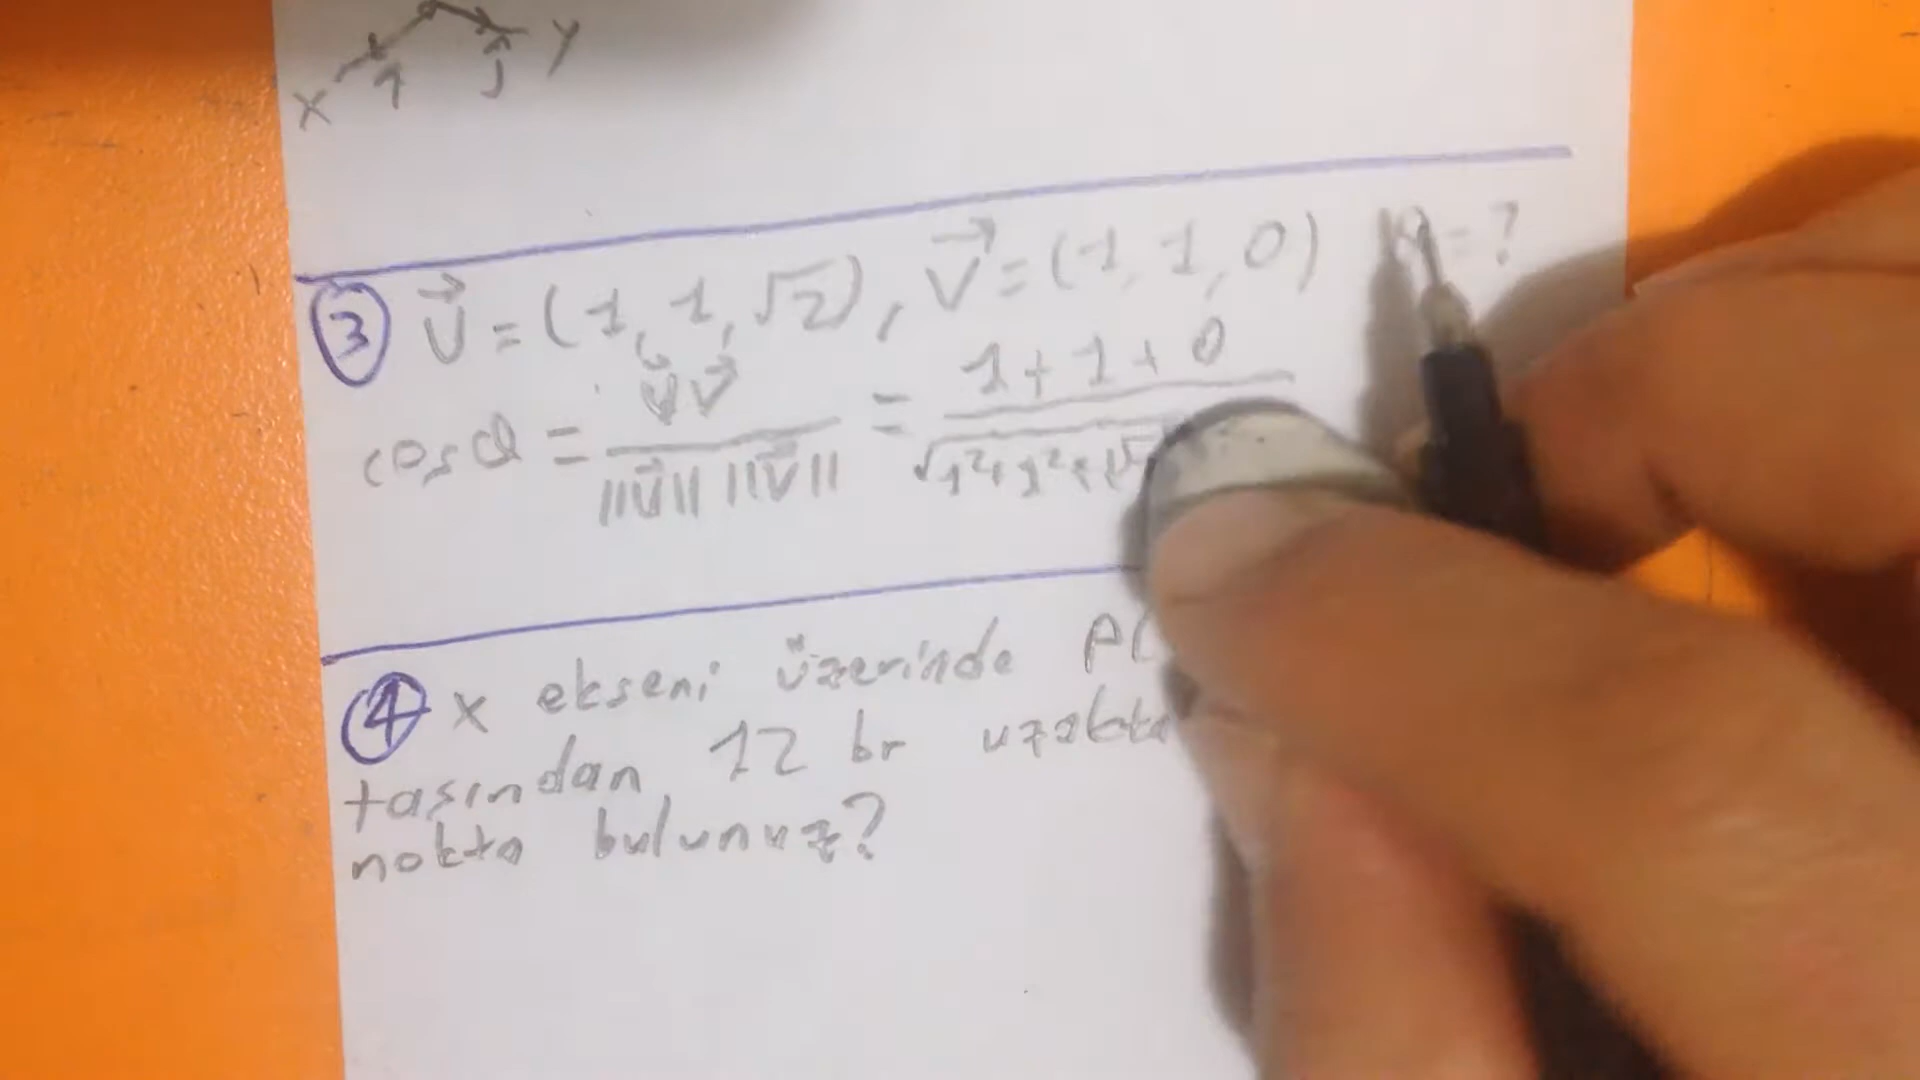 x î ĵ y
③ U⃗ = (1, 1, √2), V⃗ = (1, 1, 0) = ?
cosθ = U⃗V⃗ / ||U⃗|| ||V⃗|| = 1 + 1 + 0 / √1²+1²+
④ x ekseni üzerinde
tasından 12 br
nokta bulunuz?